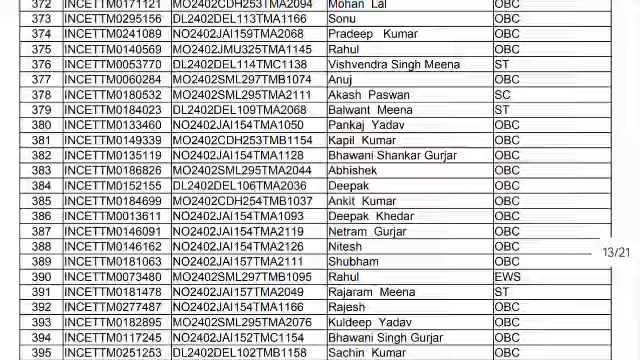 372 INCETTM0171121 MO2402CDH253TMA2094 Mohan Lal OBC
373 INCETTM0295156 DL2402DEL113TMA1166 Sonu OBC
374 INCETTM0241089 NO2402JAI159TMA2068 Pradeep Kumar OBC
375 INCETTM0140569 MO2402JMU325TMA1145 Rahul OBC
376 INCETTM0053770 DL2402DEL114TMC1138 Vishvendra Singh Meena ST
377 INCETTM0060284 MO2402SML297TMB1074 Anuj OBC
378 INCETTM0180532 MO2402SML295TMA2111 Akash Paswan SC
379 INCETTM0184023 DL2402DEL109TMA2068 Balwant Meena ST
380 INCETTM0133460 NO2402JAI154TMA1050 Pankaj Yadav OBC
381 INCETTM0149339 MO2402CDH253TMB1154 Kapil Kumar OBC
382 INCETTM0135119 NO2402JAI154TMA1128 Bhawani Shankar Gurjar OBC
383 INCETTM0186826 MO2402SML295TMA2044 Abhishek OBC
384 INCETTM0152155 DL2402DEL106TMA2036 Deepak OBC
385 INCETTM0184699 MO2402CDH254TMB1037 Ankit Kumar OBC
386 INCETTM0013611 NO2402JAI154TMA1093 Deepak Khedar OBC
387 INCETTM0146091 NO2402JAI154TMA2119 Netram Gurjar OBC
388 INCETTM0146162 NO2402JAI154TMA2126 Nitesh OBC
13/21
389 INCETTM0181063 NO2402JAI157TMA2111 Shubham OBC
390 INCETTM0073480 MO2402SML297TMB1095 Rahul EWS
391 INCETTM0181478 NO2402JAI157TMA2049 Rajaram Meena ST
392 INCETTM0277487 NO2402JAI154TMA1166 Rajesh OBC
393 INCETTM0182895 MO2402SML295TMA2076 Kuldeep Yadav OBC
394 INCETTM0117245 NO2402JAI152TMC1154 Bhawani Singh Gurjar OBC
395 INCETTM0251253 DL2402DEL102TMB1158 Sachin Kumar OBC